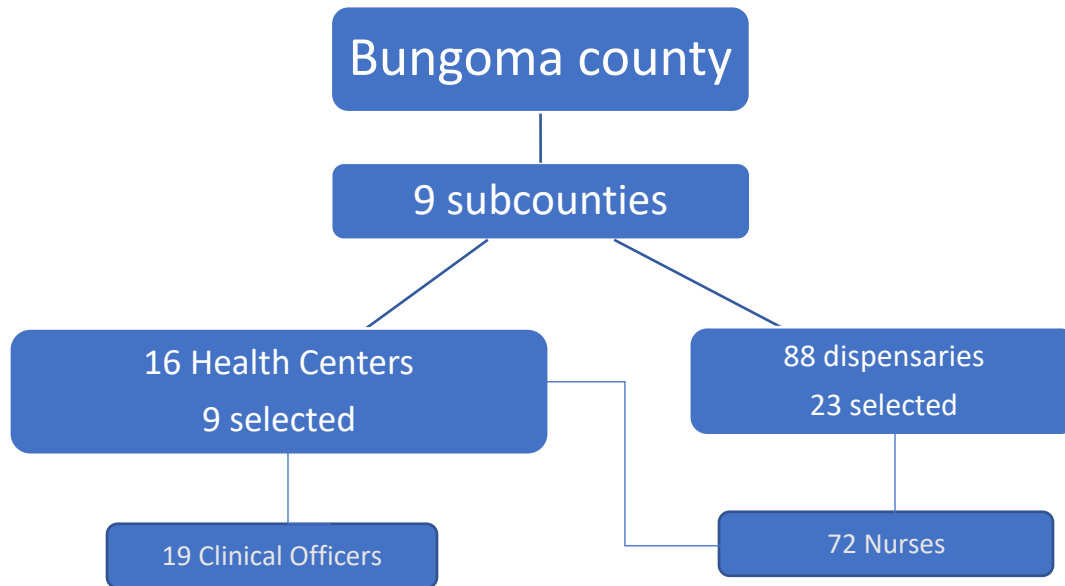 Bungoma county
9 subcounties
16 Health Centers
9 selected
88 dispensaries
23 selected
19 Clinical Officers
72 Nurses